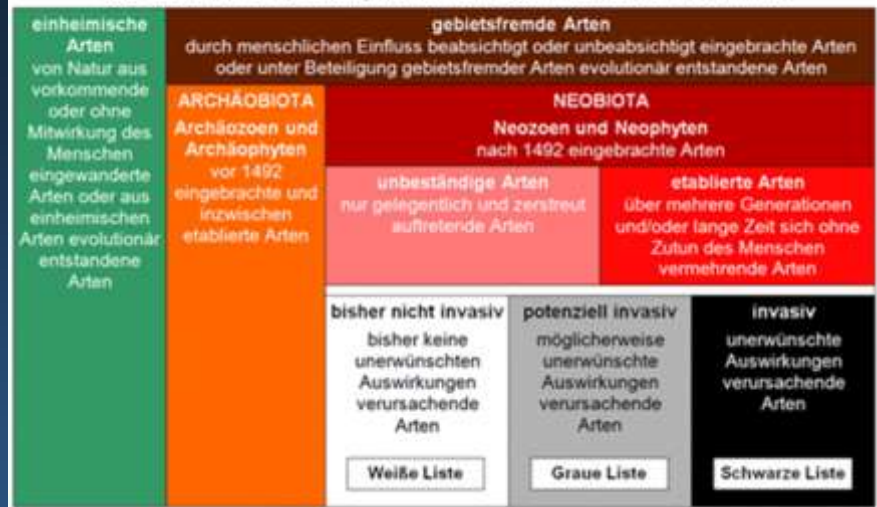 einheimische
Arten
von Natur aus
vorkommende
oder ohne
Mitwirkung des
Menschen
eingewanderte
Arten oder aus
einheimischen
Arten evolutionär
entstandene
Arten
gebietsfremde Arten
durch menschlichen Einfluss beabsichtigt oder unbeabsichtigt eingebrachte Arten
oder unter Beteiligung gebietsfremder Arten evolutionär entstandene Arten
ARCHÄOBIOTA
Archäozoen und
Archäophyten
vor 1492
eingebrachte und
inzwischen
etablierte Arten
NEOBIOTA
Neozoen und Neophyten
nach 1492 eingebrachte Arten
unbeständige Arten
nur gelegentlich und zerstreut
auftretende Arten
etablierte Arten
über mehrere Generationen
und/oder lange Zeit sich ohne
Zutun des Menschen
vermehrende Arten
bisher nicht invasiv
bisher keine
unerwünschten
Auswirkungen
verursachende
Arten
Weiße Liste
potenziell invasiv
möglicherweise
unerwünschte
Auswirkungen
verursachende
Arten
Graue Liste
invasiv
unerwünschte
Auswirkungen
verursachende
Arten
Schwarze Liste